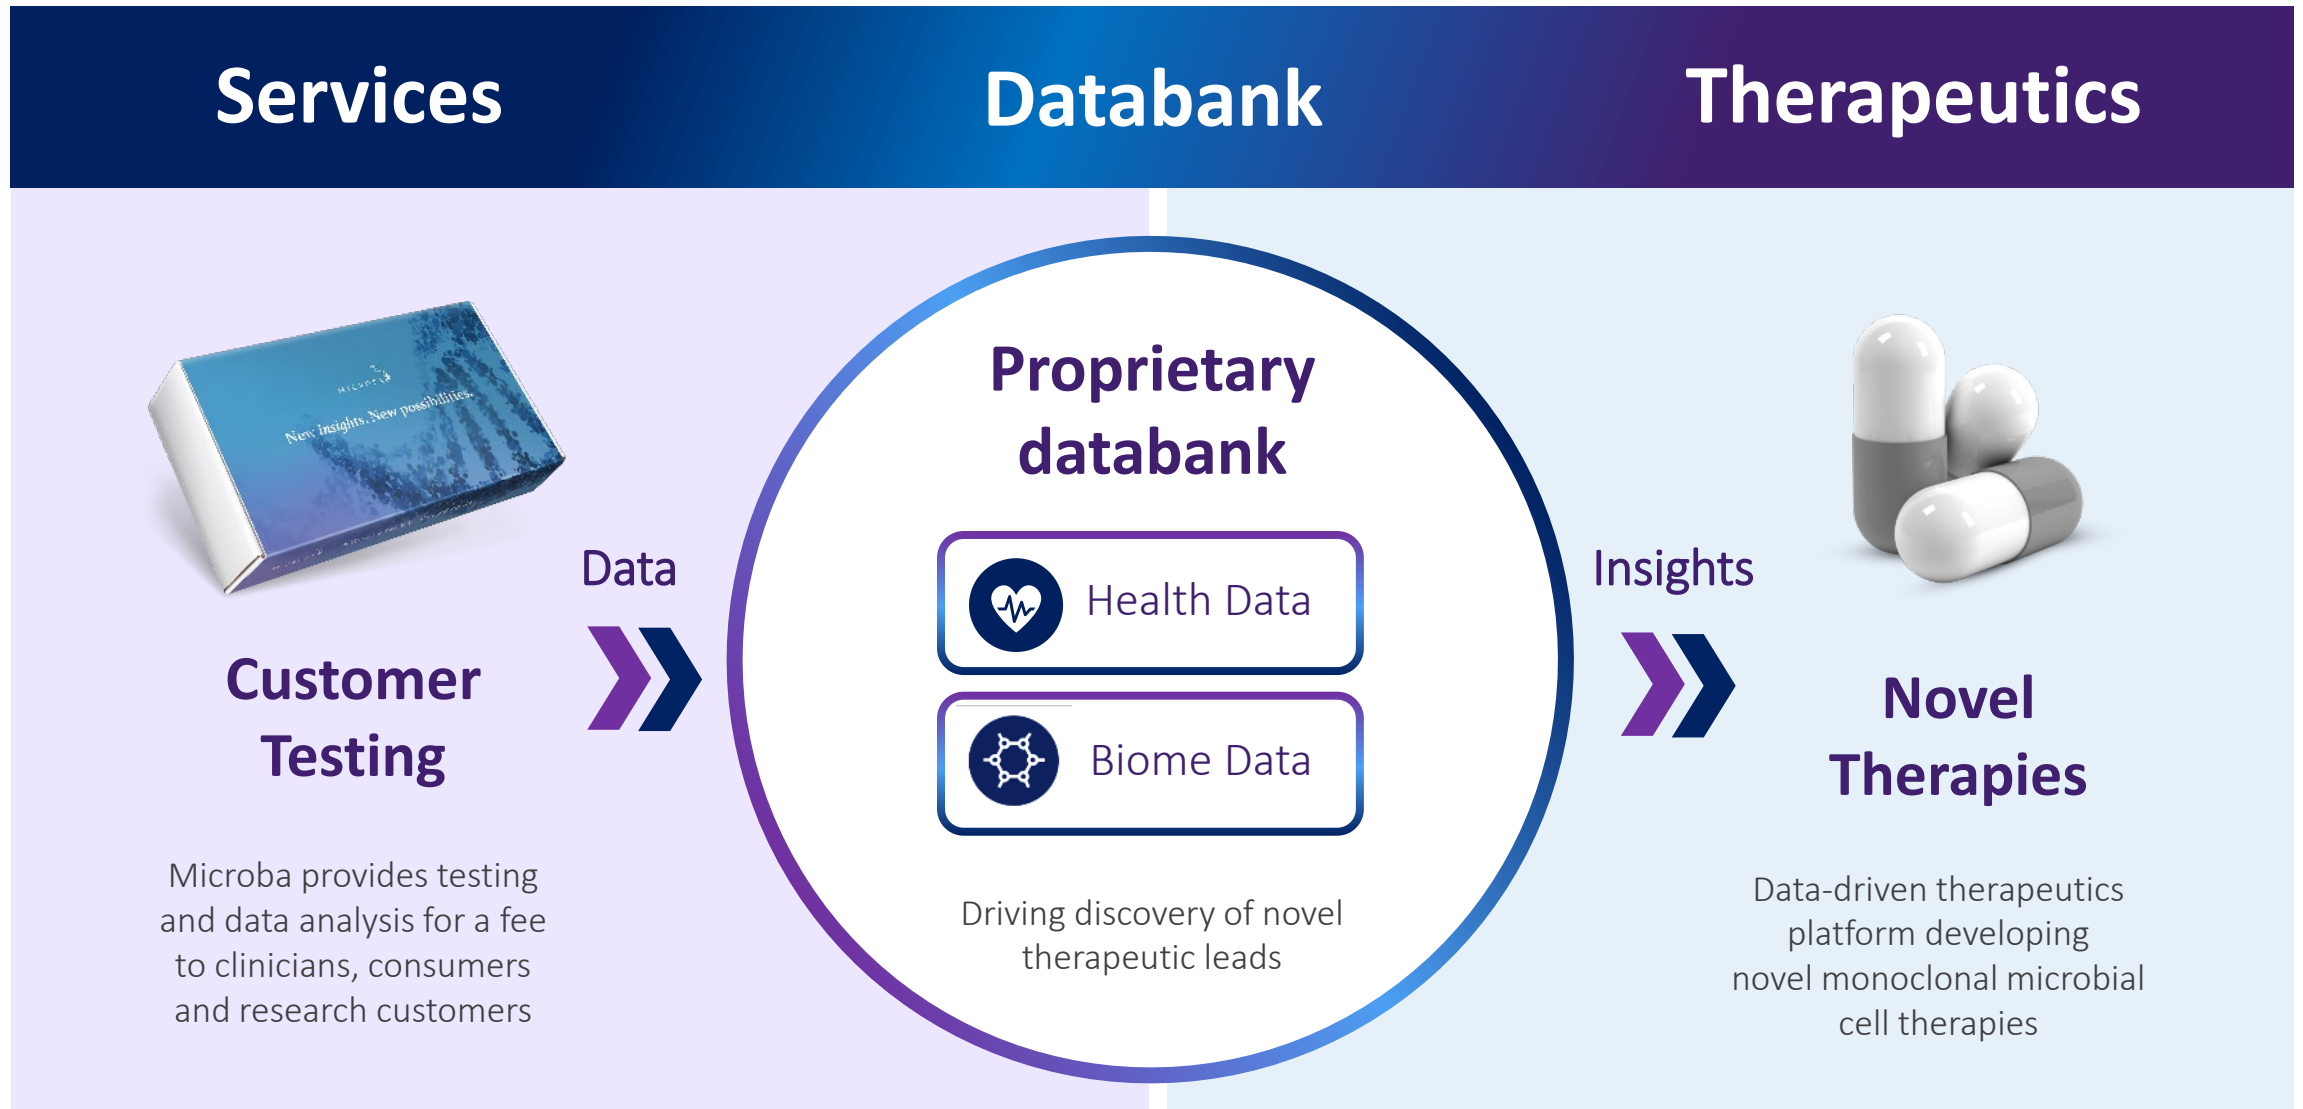 Services
Databank
Therapeutics
New insights. New possibilities.
Data
Customer
Testing
Microba provides testing
and data analysis for a fee
to clinicians, consumers
and research customers
Proprietary
databank
Health Data
Biome Data
Driving discovery of novel
therapeutic leads
Insights
Novel
Therapies
Data-driven therapeutics
platform developing
novel monoclonal microbial
cell therapies